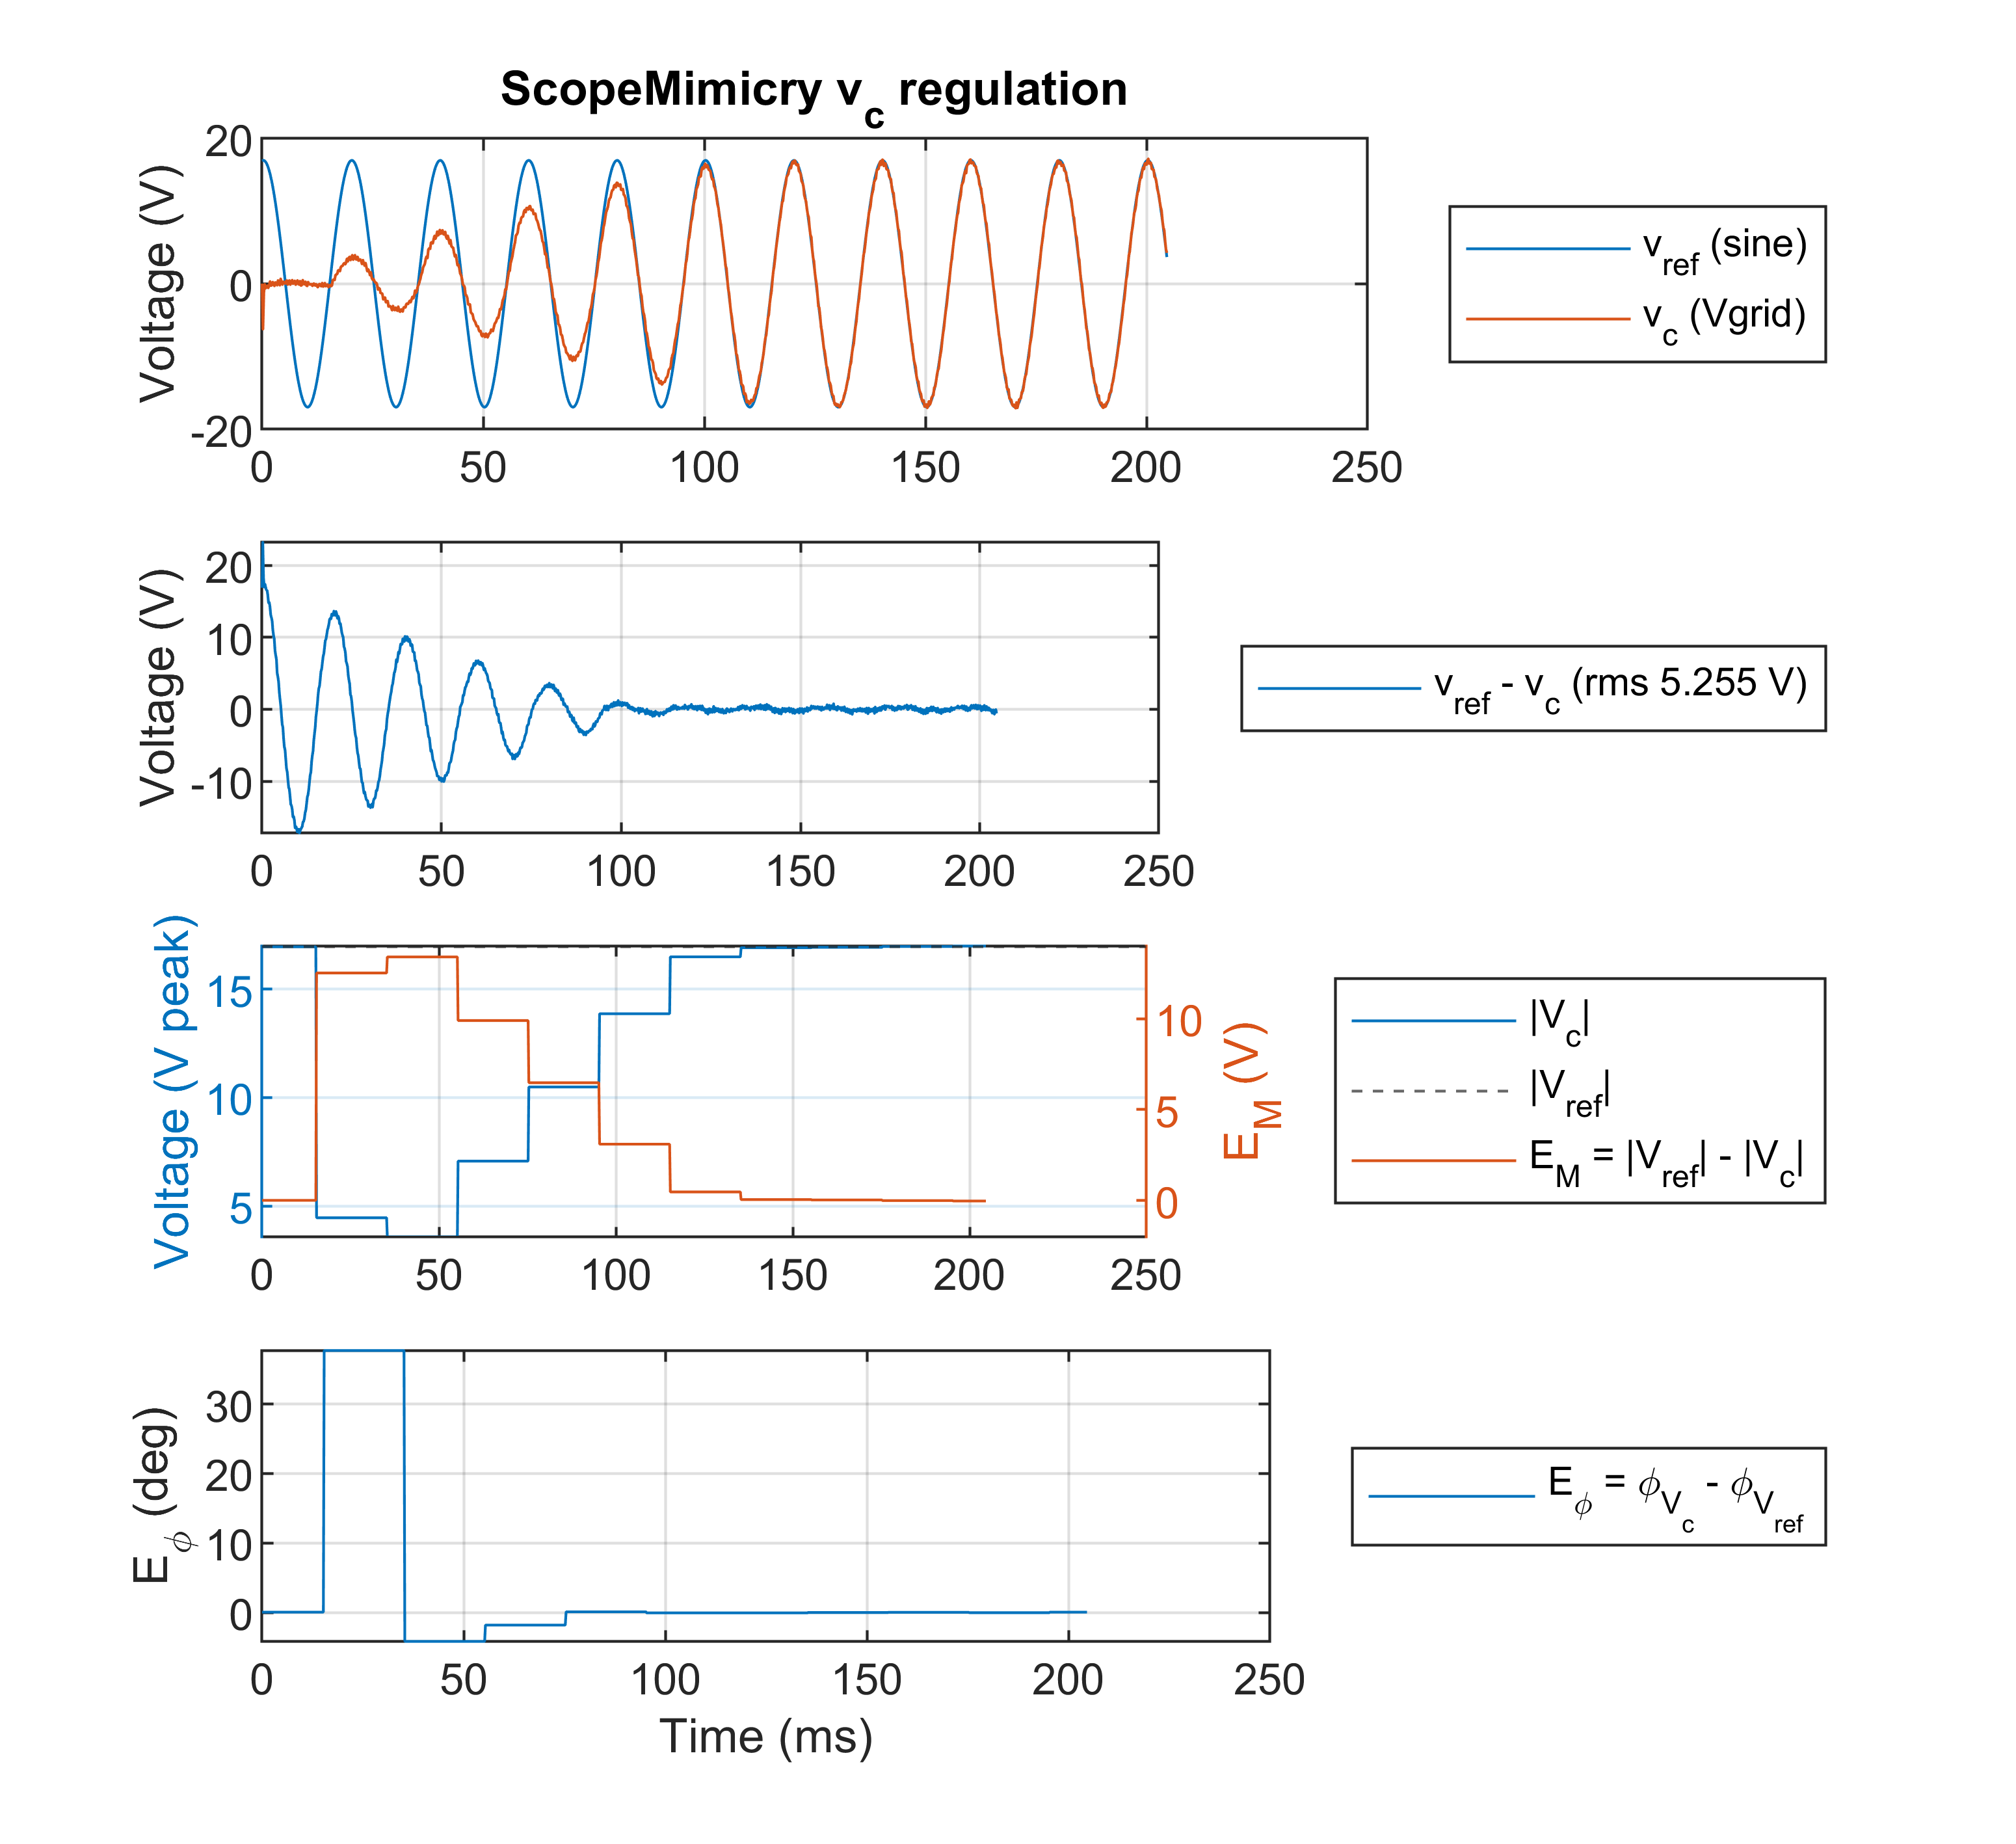 ScopeMimicry v_c regulation
Voltage (V)
20
0
-20
0 50 100 150 200 250
v_ref (sine)
v_c (Vgrid)
Voltage (V)
20
10
0
-10
0 50 100 150 200 250
v_ref - v_c (rms 5.255 V)
Voltage (V peak)
15
10
5
10
5
0
E_M (V)
0 50 100 150 200 250
|V_c|
|V_ref|
E_M = |V_ref| - |V_c|
E_ϕ (deg)
30
20
10
0
0 50 100 150 200 250
Time (ms)
E_ϕ = ϕ_V_c - ϕ_V_ref